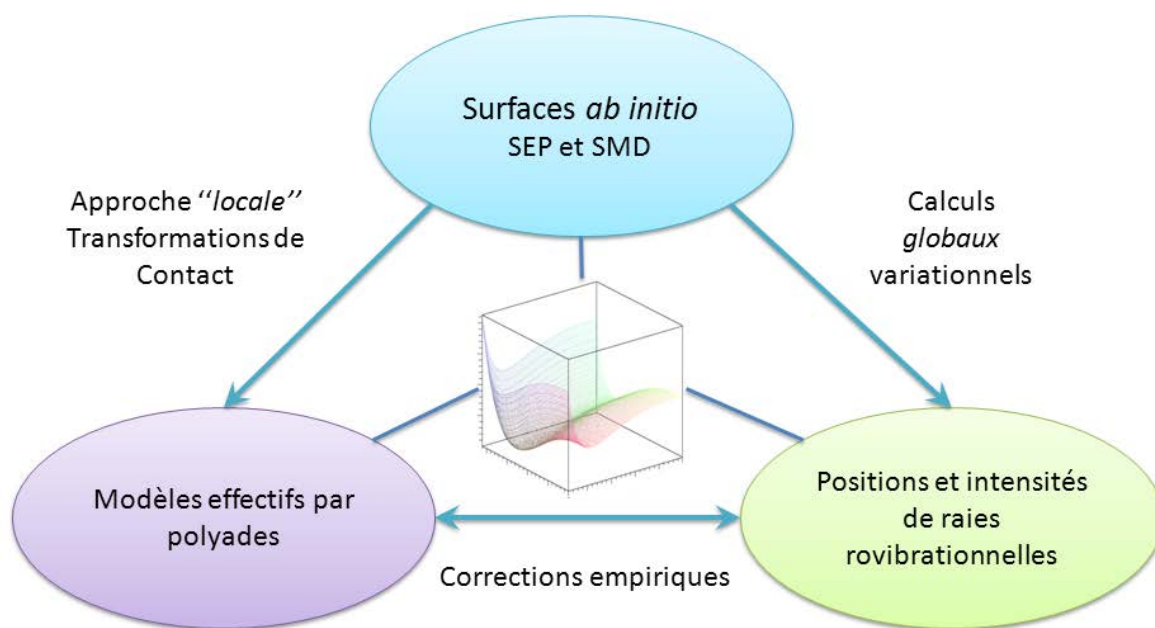 Surfaces ab initio
SEP et SMD
Approche ‘‘locale’’
Transformations de
Contact
Calculs
globaux
variationnels
Modèles effectifs par
polyades
Positions et intensités
de raies
rovibrationnelles
Corrections empiriques